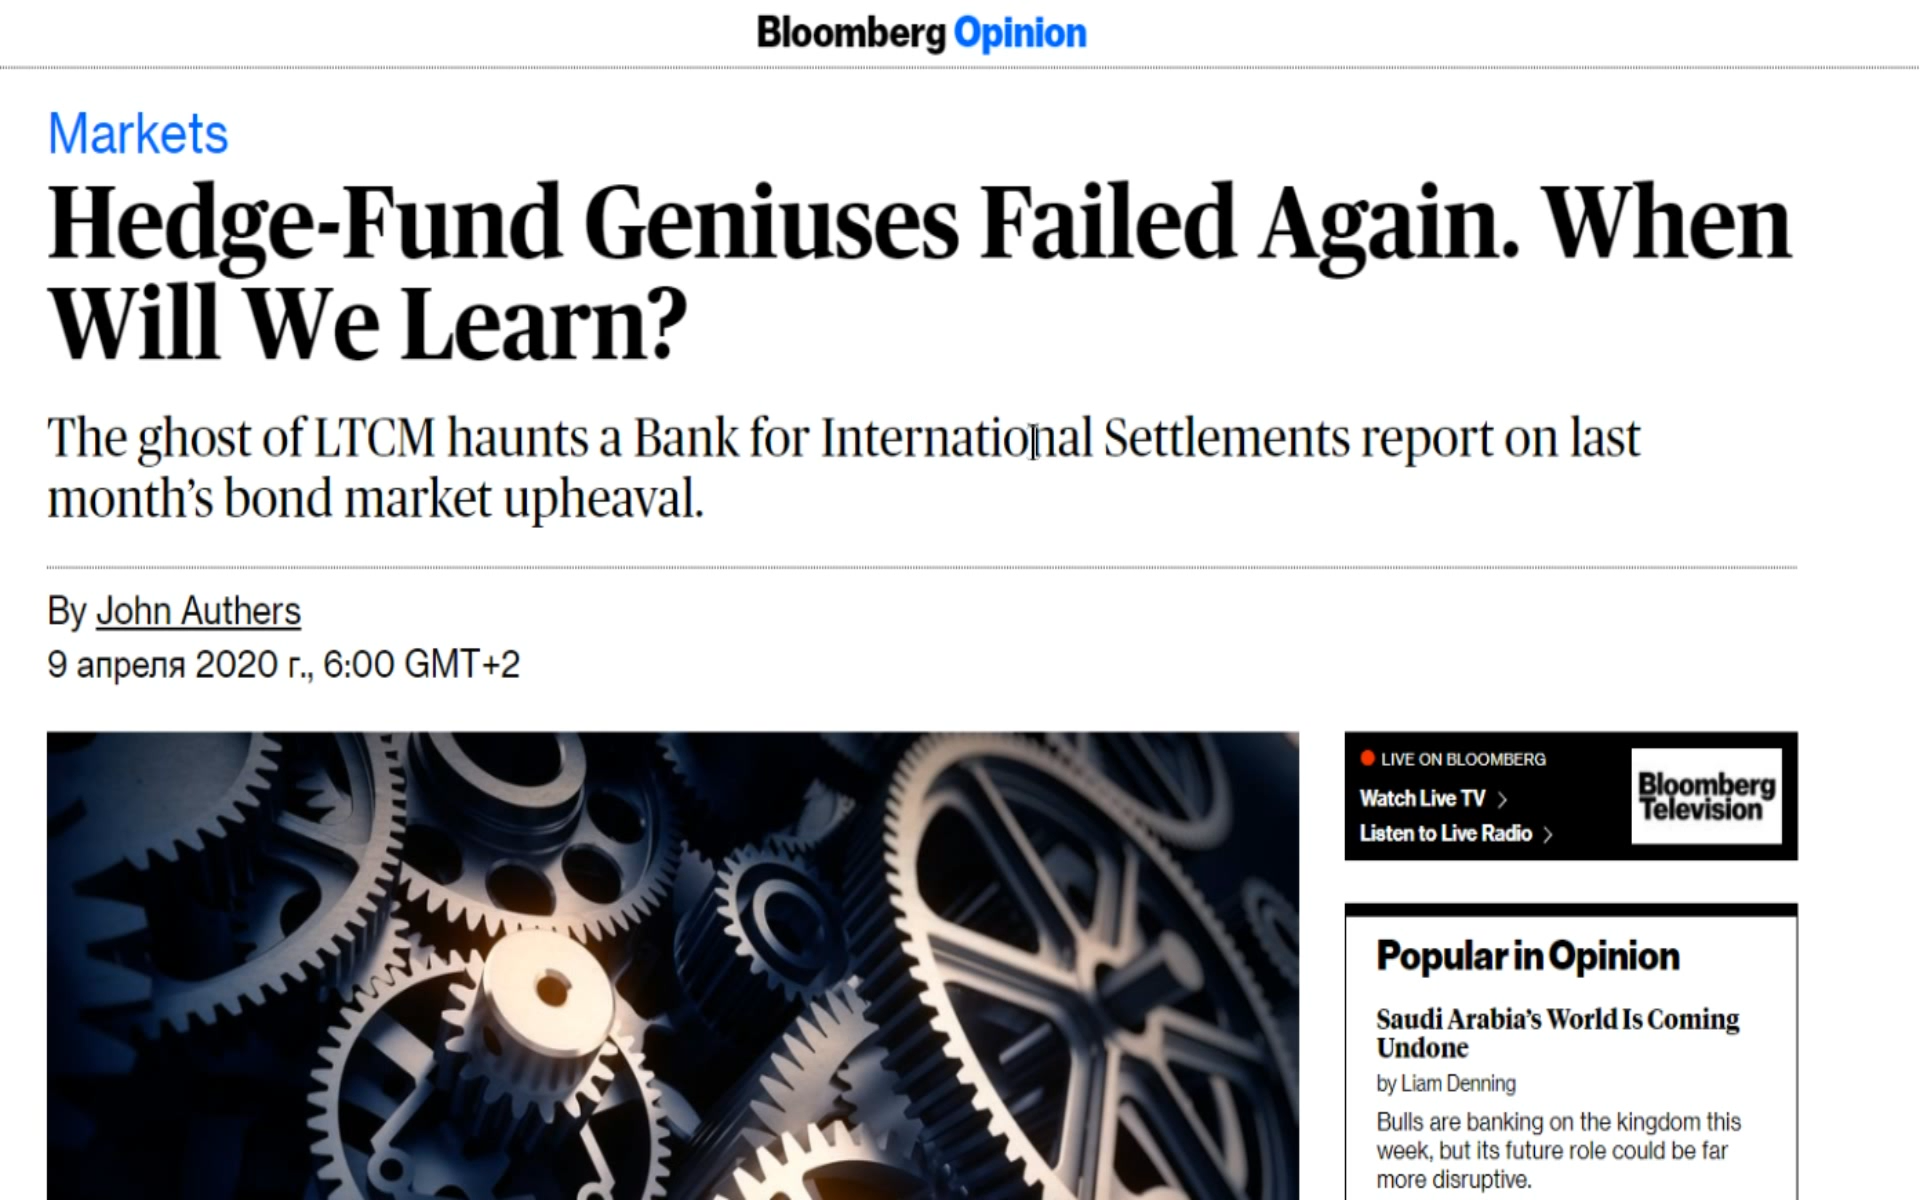 Bloomberg Opinion
Markets
Hedge-Fund Geniuses Failed Again. When
Will We Learn?
The ghost of LTCM haunts a Bank for International Settlements report on last
month’s bond market upheaval.
By John Authers
9 апреля 2020 г., 6:00 GMT+2
LIVE ON BLOOMBERG
Watch Live TV
Listen to Live Radio
Bloomberg
Television
Popular in Opinion
Saudi Arabia’s World Is Coming
Undone
by Liam Denning
Bulls are banking on the kingdom this
week, but its future role could be far
more disruptive.